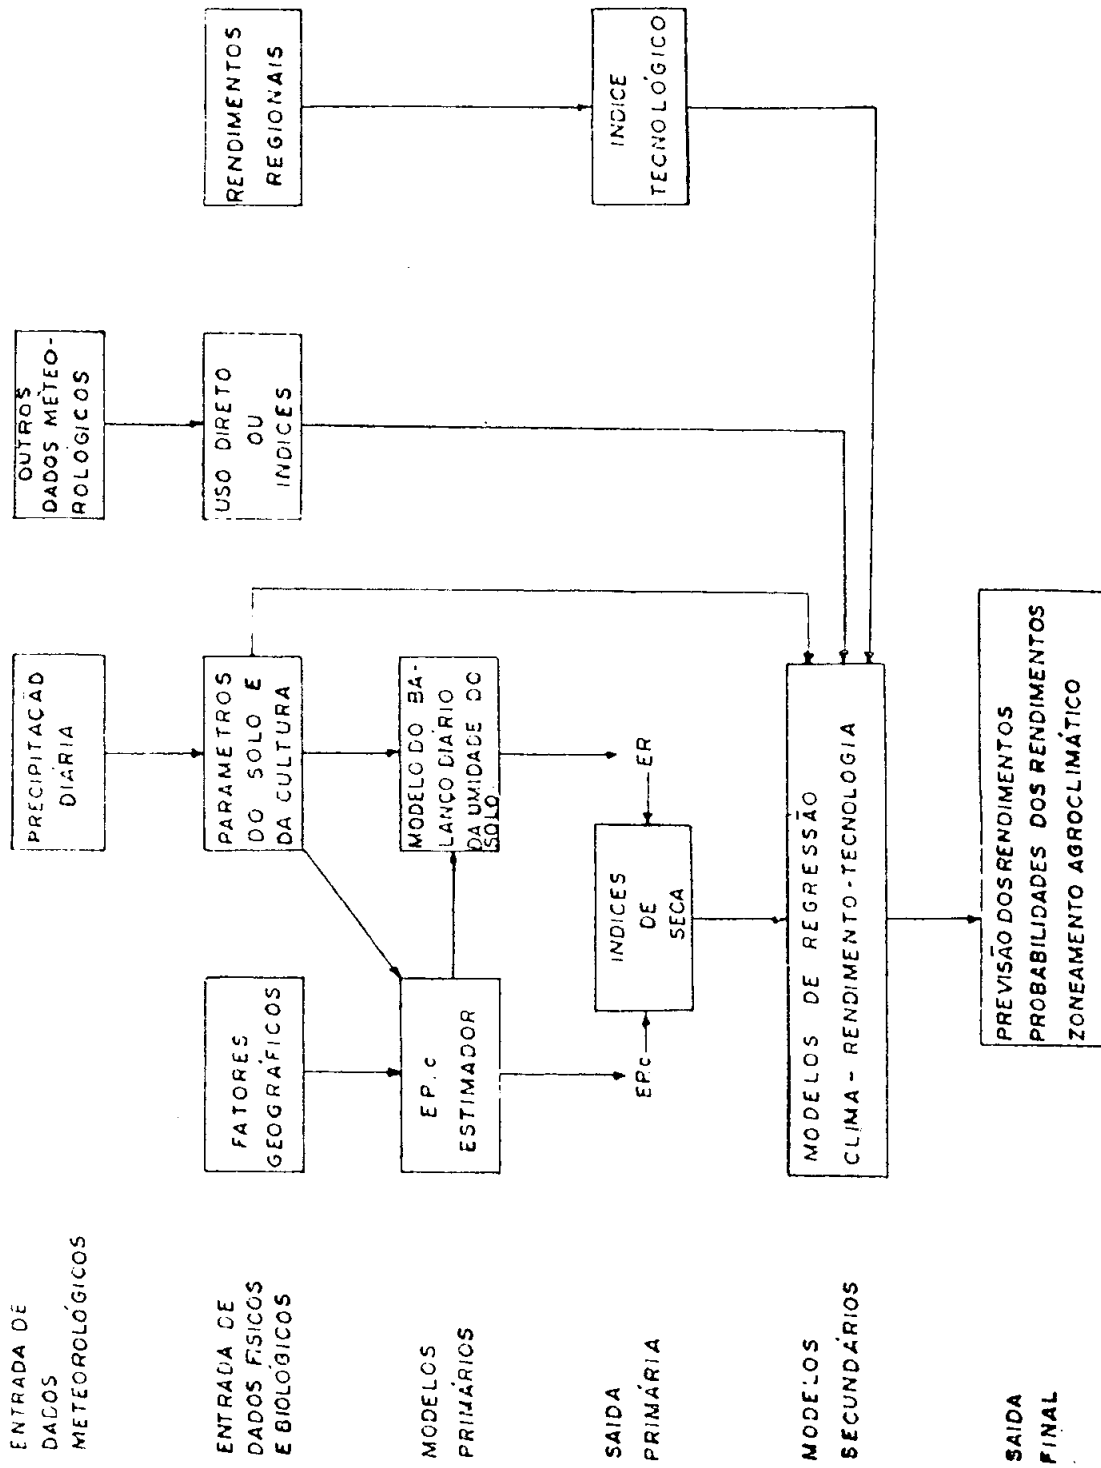 ENTRADA DE
DADOS
METEOROLÓGICOS
PRECIPITAÇÃO
DIÁRIA
OUTROS
DADOS METEO-
ROLÓGICOS
ENTRADA DE
DADOS FÍSICOS
E BIOLÓGICOS
FATORES
GEOGRÁFICOS
PARAMETROS
DO SOLO E
DA CULTURA
USO DIRETO
OU
INDICES
RENDIMENTOS
REGIONAIS
MODELOS
PRIMÁRIOS
EP.c
ESTIMADOR
MODELO DO BA-
LANÇO DIÁRIO
DA UMIDADE DO
SOLO
SAIDA
PRIMÁRIA
EP.c
INDICES
DE
SECA
ER
INDICE
TECNOLÓGICO
MODELOS
SECUNDÁRIOS
MODELOS DE REGRESSÃO
CLIMA - RENDIMENTO - TECNOLOGIA
SAIDA
FINAL
PREVISÃO DOS RENDIMENTOS
PROBABILIDADES DOS RENDIMENTOS
ZONEAMENTO AGROCLIMÁTICO